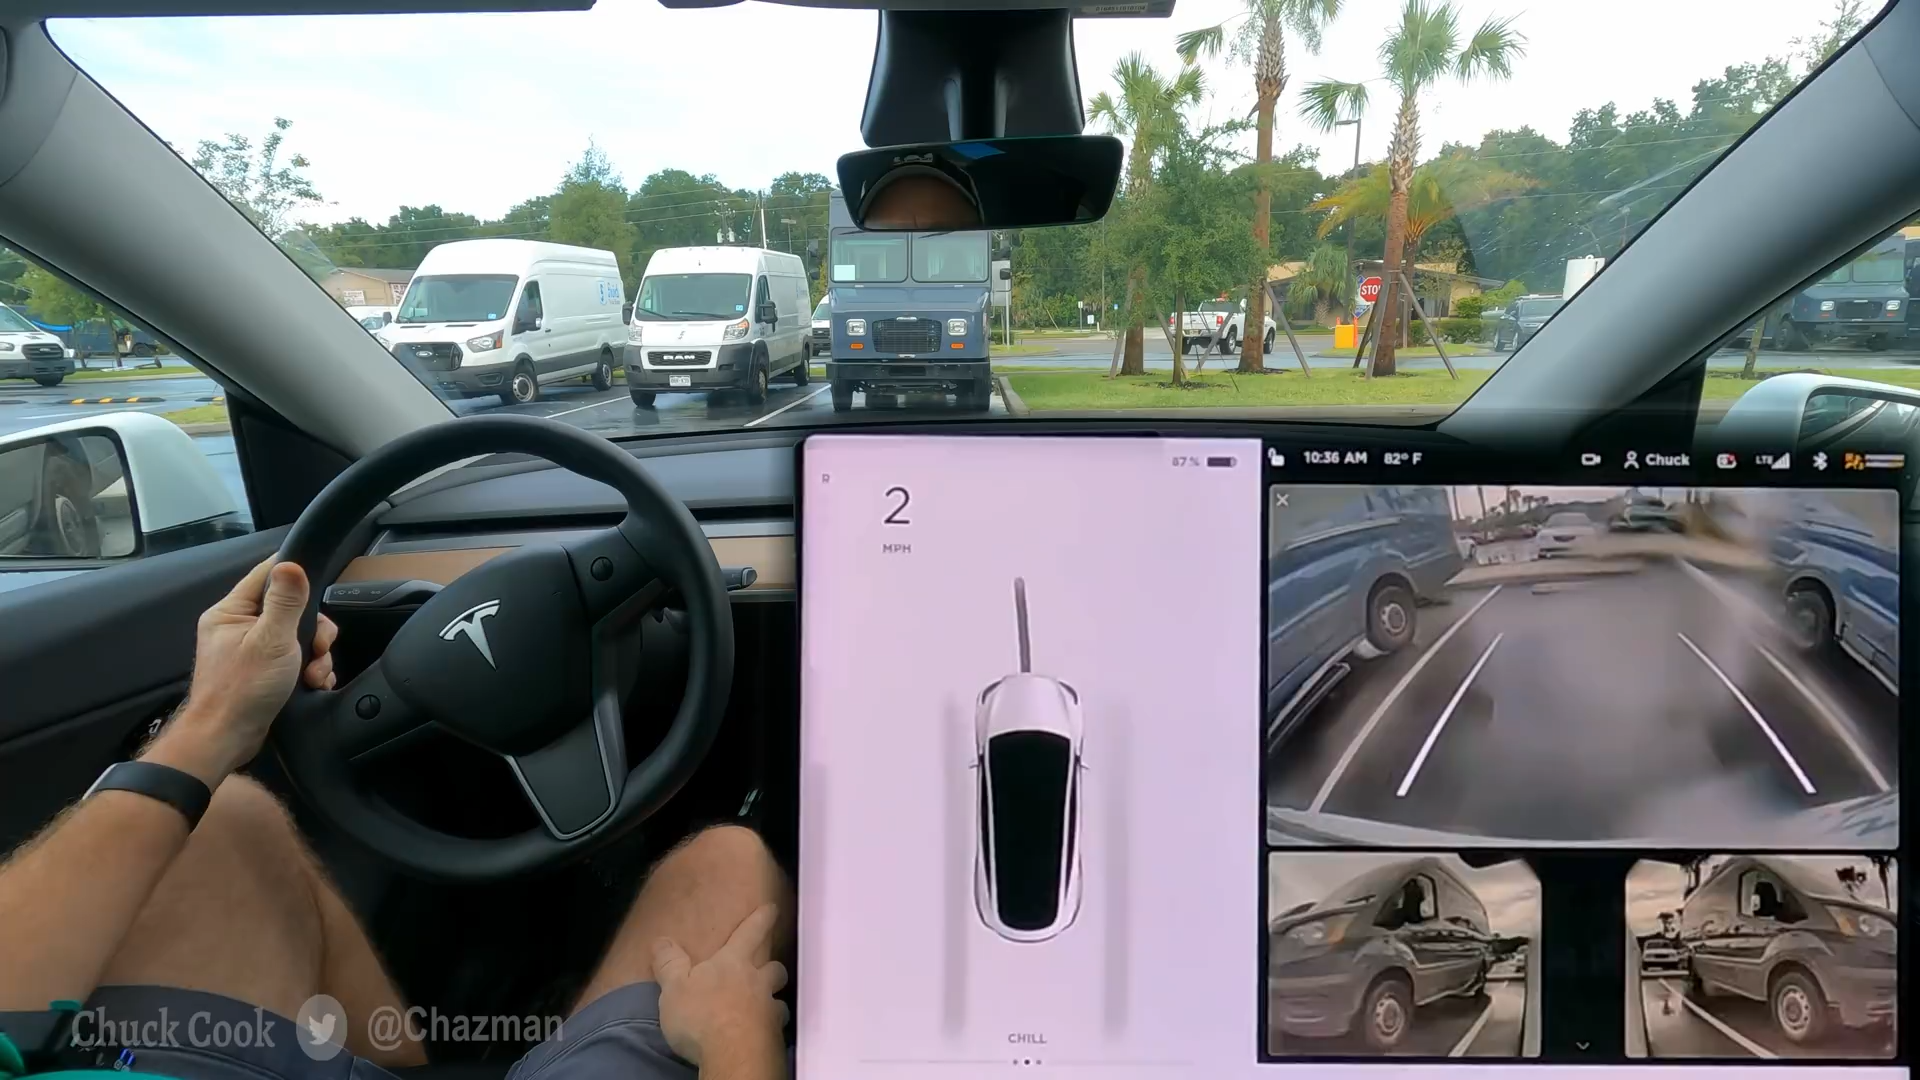 STOP
RAM
R
87 %
2
MPH
CHILL
10:36 AM 82° F
Chuck
LTE
Chuck Cook @Chazman